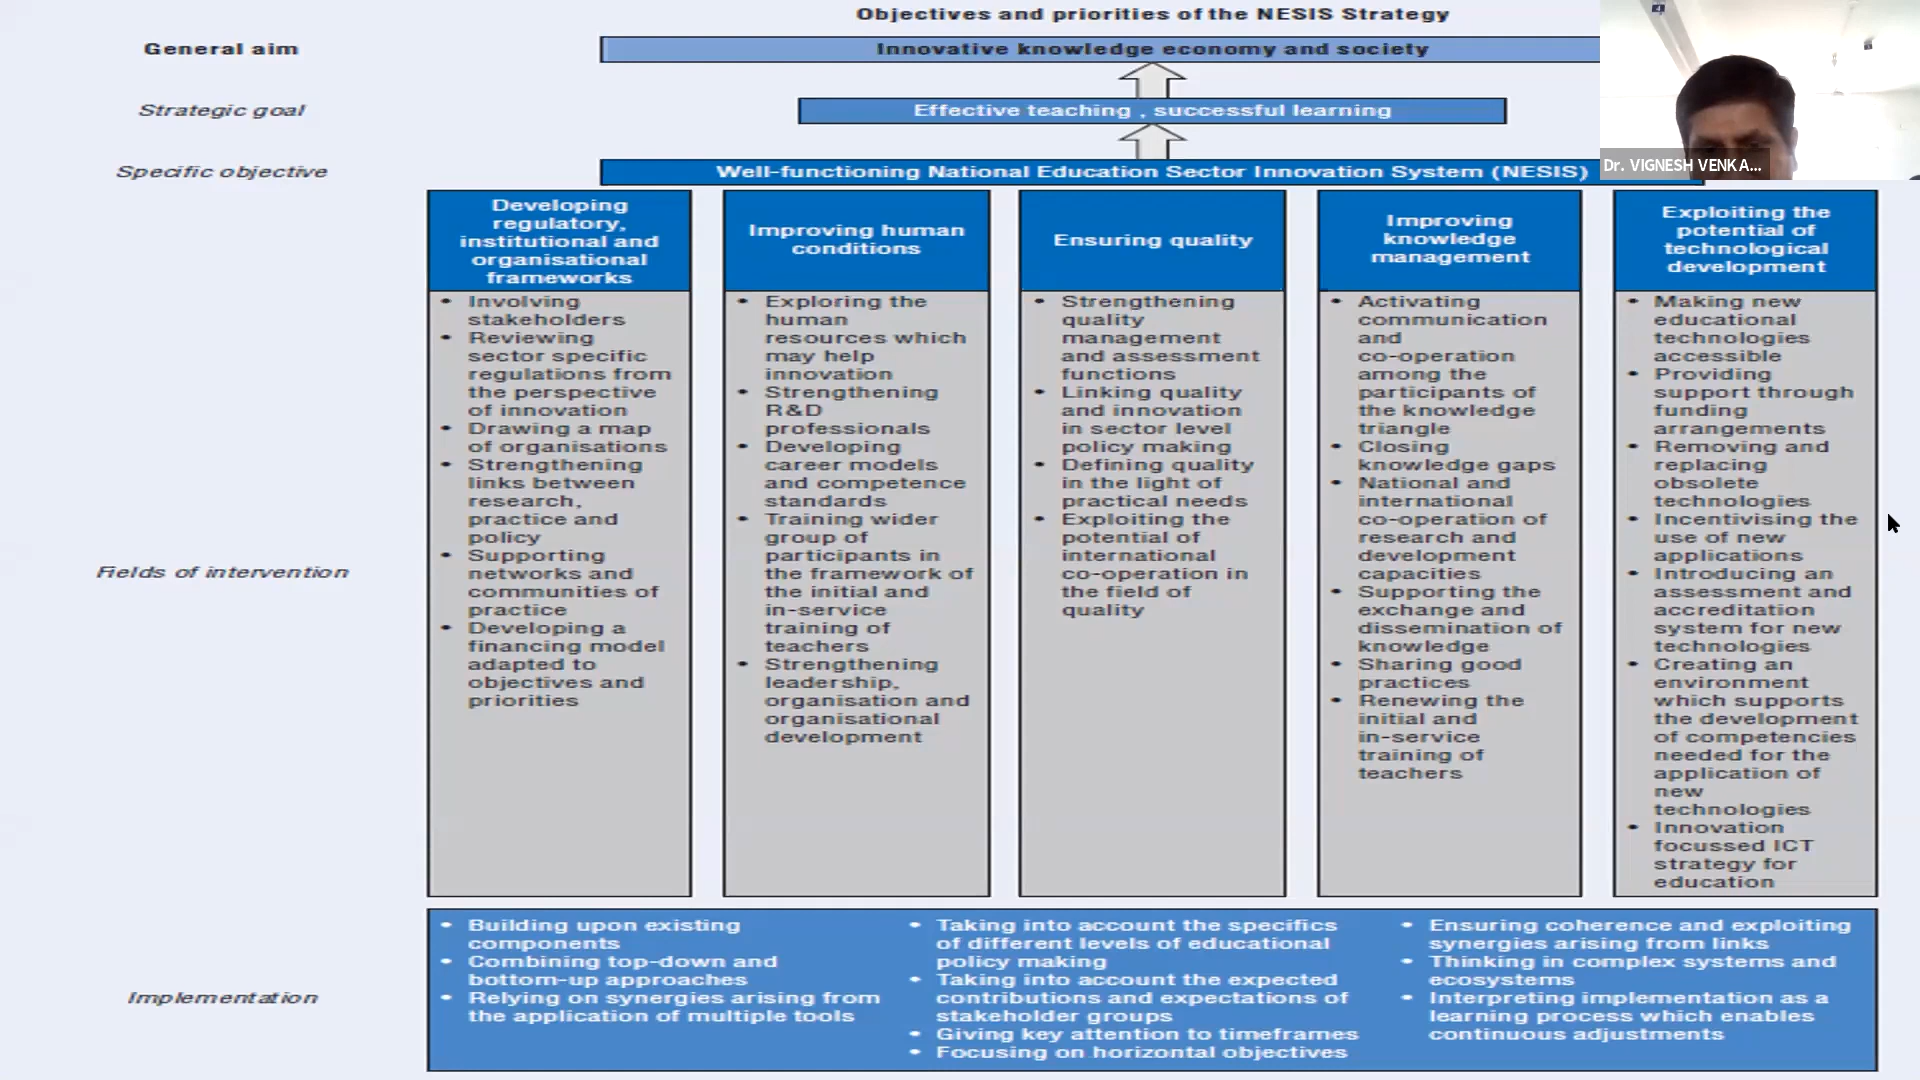 Objectives and priorities of the NESIS Strategy
General aim
Innovative knowledge economy and society
Strategic goal
Effective teaching , successful learning
Specific objective
Well-functioning National Education Sector Innovation System (NESIS)
Dr. VIGNESH VENKA...
Developing
regulatory,
institutional and
organisational
frameworks
Improving human
conditions
Ensuring quality
Improving
knowledge
management
Exploiting the
potential of
technological
development
Fields of intervention
• Involving
stakeholders
• Reviewing
sector specific
regulations from
the perspective
of innovation
• Drawing a map
of organisations
• Strengthening
links between
research,
practice and
policy
• Supporting
networks and
communities of
practice
• Developing a
financing model
adapted to
objectives and
priorities
• Exploring the
human
resources which
may help
innovation
• Strengthening
R&D
professionals
• Developing
career models
and competence
standards
• Training wider
group of
participants in
the framework of
the initial and
in-service
training of
teachers
• Strengthening
leadership,
organisation and
organisational
development
• Strengthening
quality
management
and assessment
functions
• Linking quality
and innovation
in sector level
policy making
• Defining quality
in the light of
practical needs
• Exploiting the
potential of
international
co-operation in
the field of
quality
• Activating
communication
and
co-operation
among the
participants of
the knowledge
triangle
• Closing
knowledge gaps
• National and
international
co-operation of
research and
development
capacities
• Supporting the
exchange and
dissemination of
knowledge
• Sharing good
practices
• Renewing the
initial and
in-service
training of
teachers
• Making new
educational
technologies
accessible
• Providing
support through
funding
arrangements
• Removing and
replacing
obsolete
technologies
• Incentivising the
use of new
applications
• Introducing an
assessment and
accreditation
system for new
technologies
• Creating an
environment
which supports
the development
of competencies
needed for the
application of
new
technologies
• Innovation
focussed ICT
strategy for
education
Implementation
• Building upon existing
components
• Combining top-down and
bottom-up approaches
• Relying on synergies arising from
the application of multiple tools
• Taking into account the specifics
of different levels of educational
policy making
• Taking into account the expected
contributions and expectations of
stakeholder groups
• Giving key attention to timeframes
• Focusing on horizontal objectives
• Ensuring coherence and exploiting
synergies arising from links
• Thinking in complex systems and
ecosystems
• Interpreting implementation as a
learning process which enables
continuous adjustments